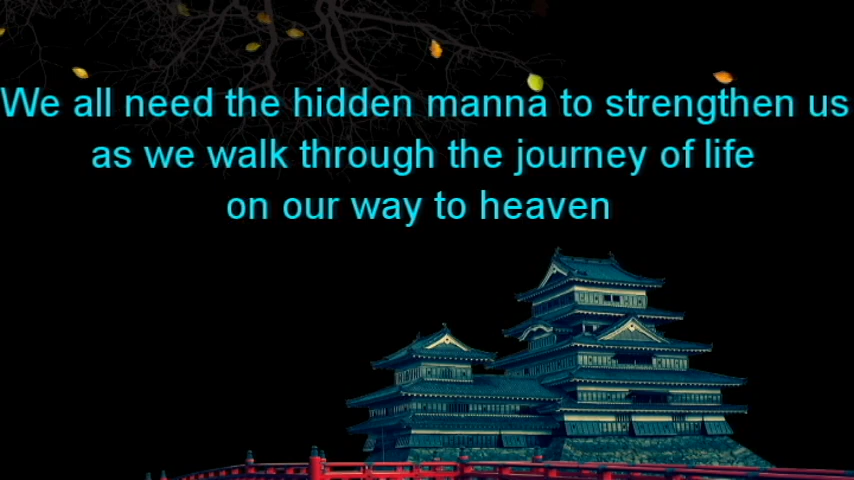 We all need the hidden manna to strengthen us
as we walk through the journey of life
on our way to heaven